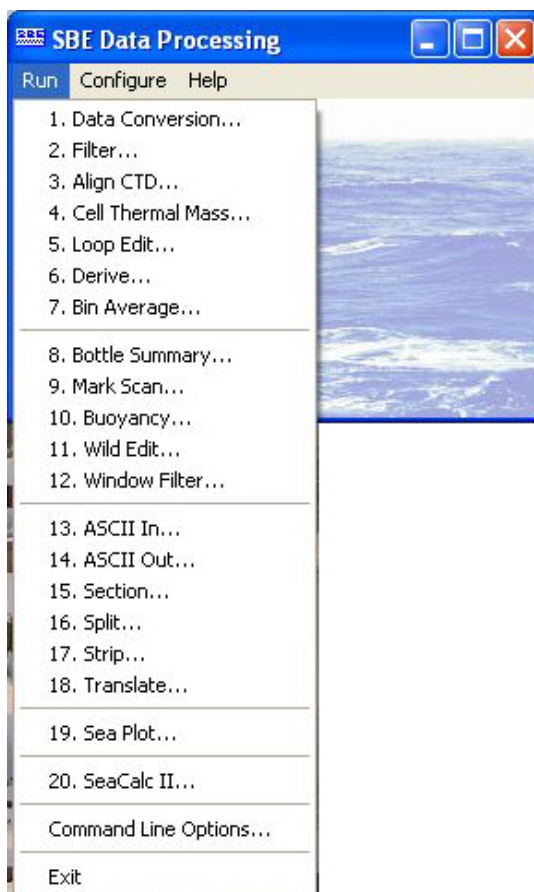 SBE SBE Data Processing
Run Configure Help
1. Data Conversion...
2. Filter...
3. Align CTD...
4. Cell Thermal Mass...
5. Loop Edit...
6. Derive...
7. Bin Average...
8. Bottle Summary...
9. Mark Scan...
10. Buoyancy...
11. Wild Edit...
12. Window Filter...
13. ASCII In...
14. ASCII Out...
15. Section...
16. Split...
17. Strip...
18. Translate...
19. Sea Plot...
20. SeaCalc II...
Command Line Options...
Exit